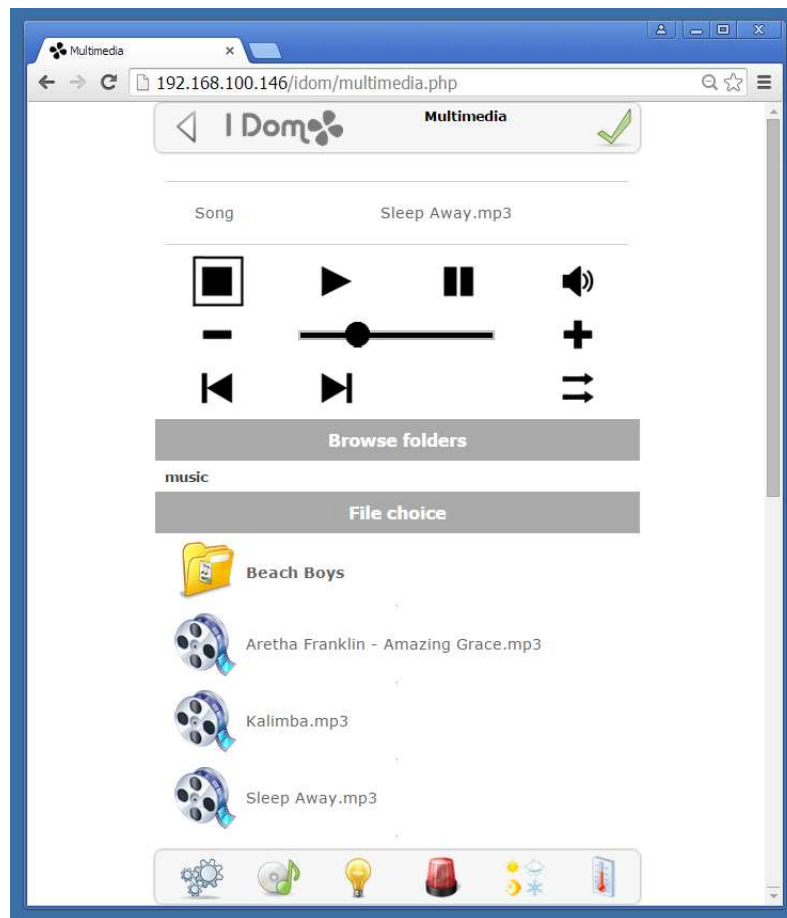 Multimedia
192.168.100.146/idom/multimedia.php
I Dom
Multimedia
Song Sleep Away.mp3
Browse folders
music
File choice
Beach Boys
Aretha Franklin - Amazing Grace.mp3
Kalimba.mp3
Sleep Away.mp3